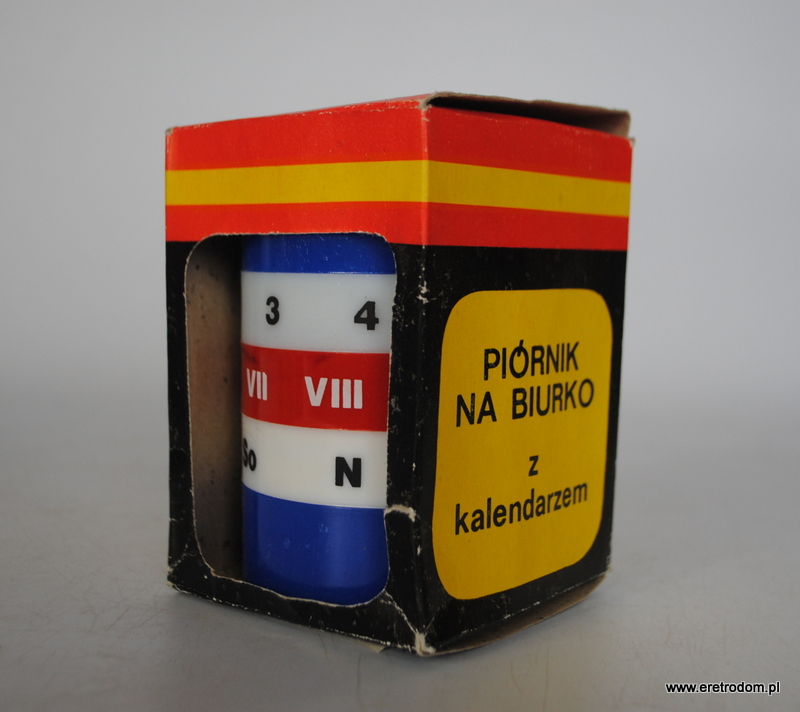 3 4
VII VIII
So N
PIÓRNIK
NA BIURKO
z
kalendarzem
www.eretrodom.pl